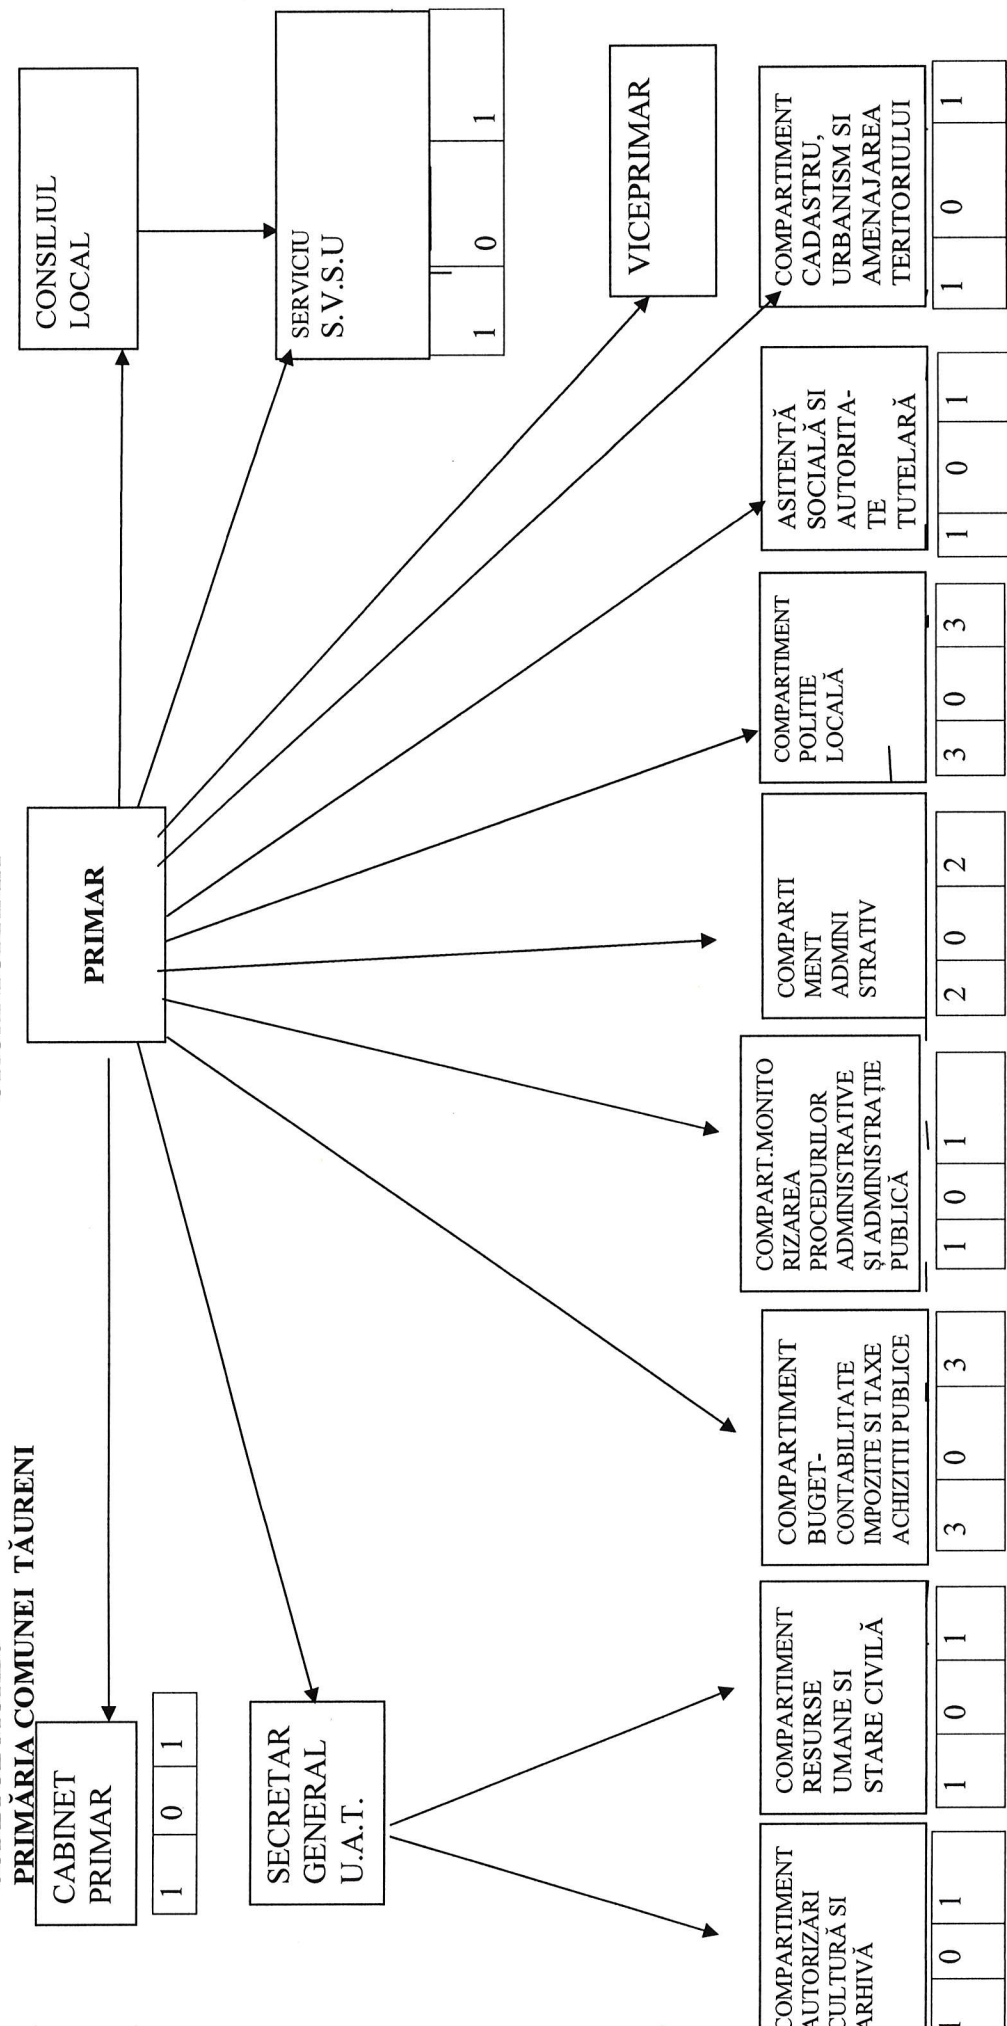 PRIMĂRIA COMUNEI TĂURENI
CABINET
PRIMAR
1 0 1
PRIMAR
CONSILIUL
LOCAL
SECRETAR
GENERAL
U.A.T.
SERVICIU
S.V.S.U
1 0 1
VICEPRIMAR
COMPARTIMENT
AUTORIZĂRI
CULTURĂ SI
ARHIVĂ
1 0 1
COMPARTIMENT
RESURSE
UMANE SI
STARE CIVILĂ
1 0 1
COMPARTIMENT
BUGET-
CONTABILITATE
IMPOZITE SI TAXE
ACHIZITII PUBLICE
3 0 3
COMPART.MONITO
RIZAREA
PROCEDURILOR
ADMINISTRATIVE
ȘI ADMINISTRAȚIE
PUBLICĂ
1 0 1
COMPARTI
MENT
ADMINI
STRATIV
2 0 2
COMPARTIMENT
POLITIE
LOCALĂ
3 0 3
ASITENTĂ
SOCIALĂ SI
AUTORITA-
TE
TUTELARĂ
1 0 1
COMPARTIMENT
CADASTRU,
URBANISM SI
AMENAJAREA
TERITORIULUI
1 0 1